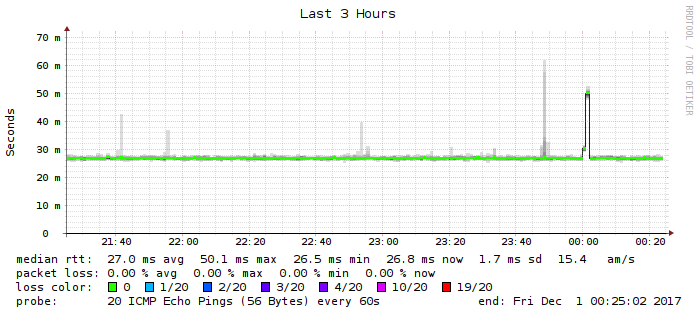 Last 3 Hours
RRDTOOL / TOBI OETIKER
Seconds
70 m
60 m
50 m
40 m
30 m
20 m
10 m
0
21:40 22:00 22:20 22:40 23:00 23:20 23:40 00:00 00:20
median rtt: 27.0 ms avg 50.1 ms max 26.5 ms min 26.8 ms now 1.7 ms sd 15.4 am/s
packet loss: 0.00 % avg 0.00 % max 0.00 % min 0.00 % now
loss color: 0 1/20 2/20 3/20 4/20 10/20 19/20
probe: 20 ICMP Echo Pings (56 Bytes) every 60s end: Fri Dec 1 00:25:02 2017